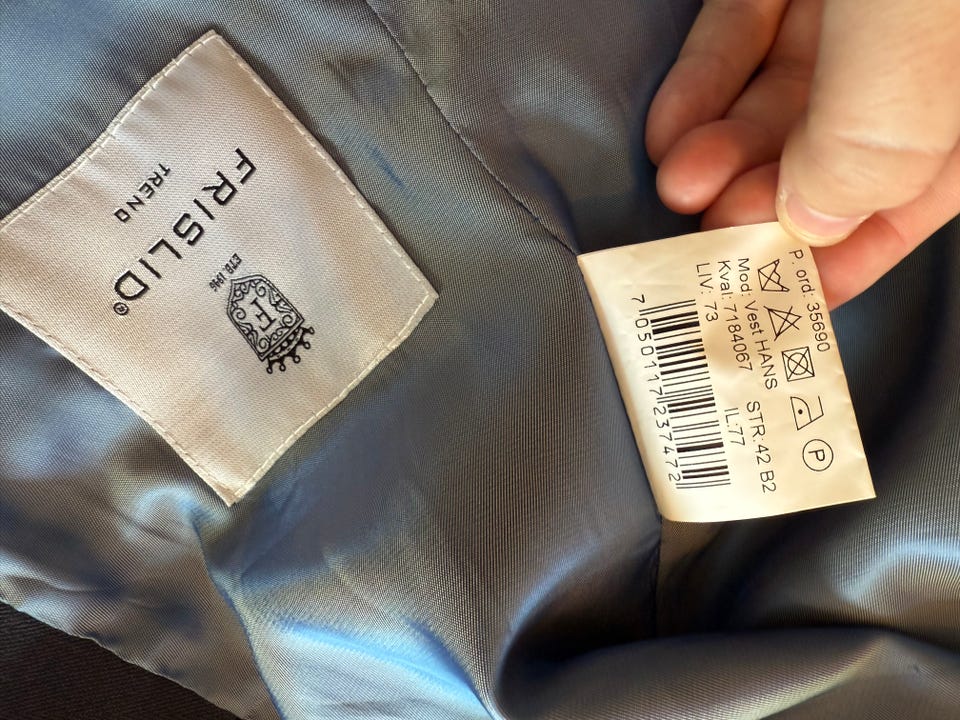 F
ETB. 1946
FRISLID®
TREND
P. ord: 35690
P
Mod: Vest HANS STR:42 B2
Kval: 7184067
LIV: 73 IL:77
7 050117 237472